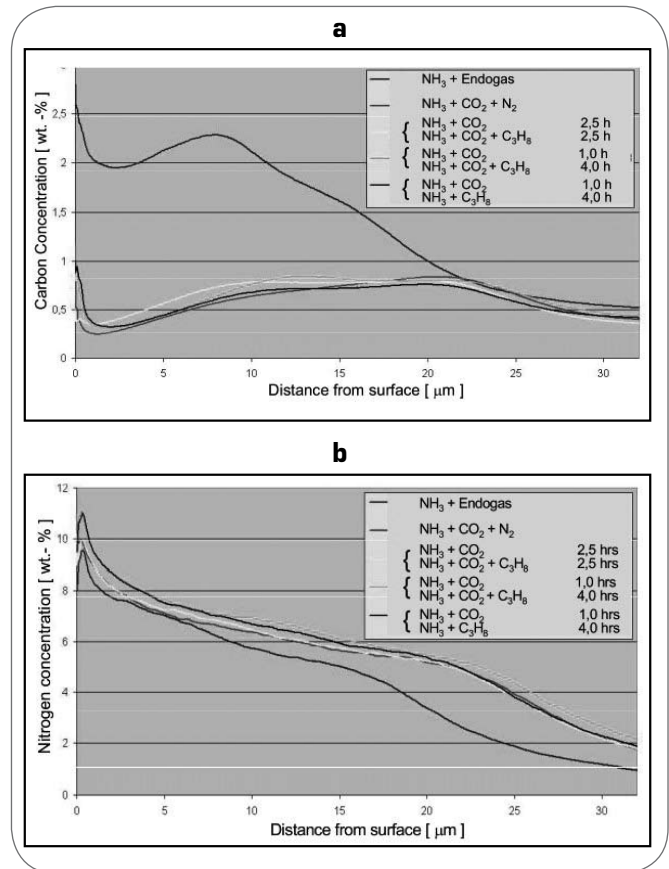 a
NH₃ + Endogas
NH₃ + CO₂ + N₂
{ NH₃ + CO₂ 2,5 h
NH₃ + CO₂ + C₃H₈ 2,5 h
{ NH₃ + CO₂ 1,0 h
NH₃ + CO₂ + C₃H₈ 4,0 h
{ NH₃ + CO₂ 1,0 h
NH₃ + C₃H₈ 4,0 h
Carbon Concentration [ wt. -% ]
2,5
2
1,5
1
0,5
0
0 5 10 15 20 25 30
Distance from surface [ μm ]
b
NH₃ + Endogas
NH₃ + CO₂ + N₂
{ NH₃ + CO₂ 2,5 hrs
NH₃ + CO₂ + C₃H₈ 2,5 hrs
{ NH₃ + CO₂ 1,0 hrs
NH₃ + CO₂ + C₃H₈ 4,0 hrs
{ NH₃ + CO₂ 1,0 hrs
NH₃ + C₃H₈ 4,0 hrs
Nitrogen concentration [ wt.- % ]
12
10
8
6
4
2
0
0 5 10 15 20 25 30
Distance from surface [ μm ]